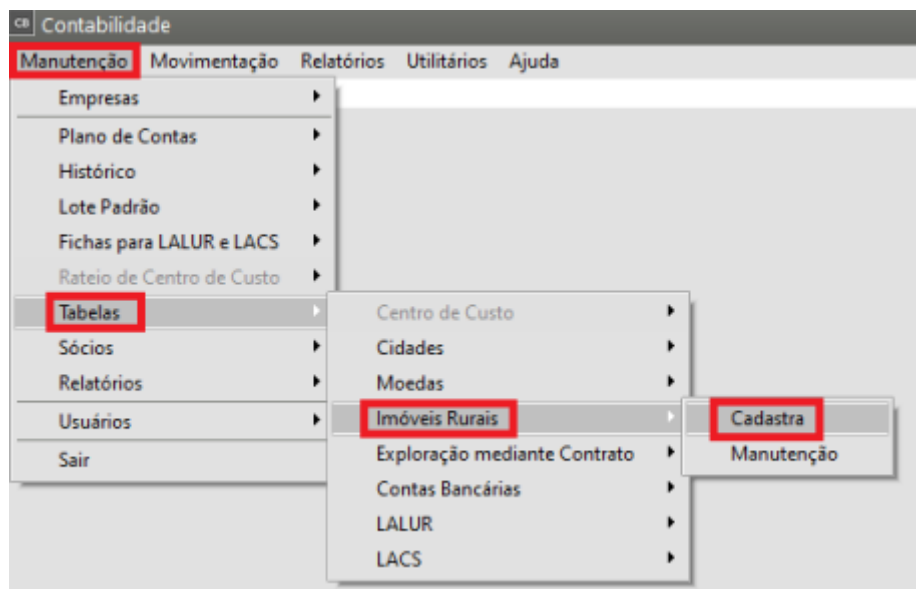 CB Contabilidade
Manutenção Movimentação Relatórios Utilitários Ajuda
Empresas
Plano de Contas
Histórico
Lote Padrão
Fichas para LALUR e LACS
Rateio de Centro de Custo
Tabelas
Sócios
Relatórios
Usuários
Sair
Centro de Custo
Cidades
Moedas
Imóveis Rurais
Exploração mediante Contrato
Contas Bancárias
LALUR
LACS
Cadastra
Manutenção